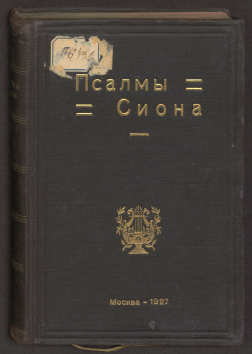 Псалмы =
= Сиона
Москва - 1927